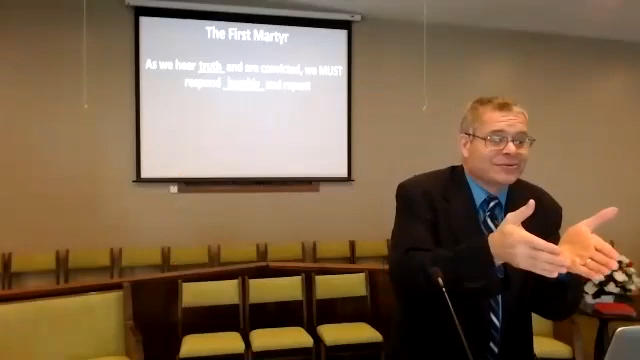 The First Martyr
As we hear truth and are convicted, we MUST
respond humbly and repent